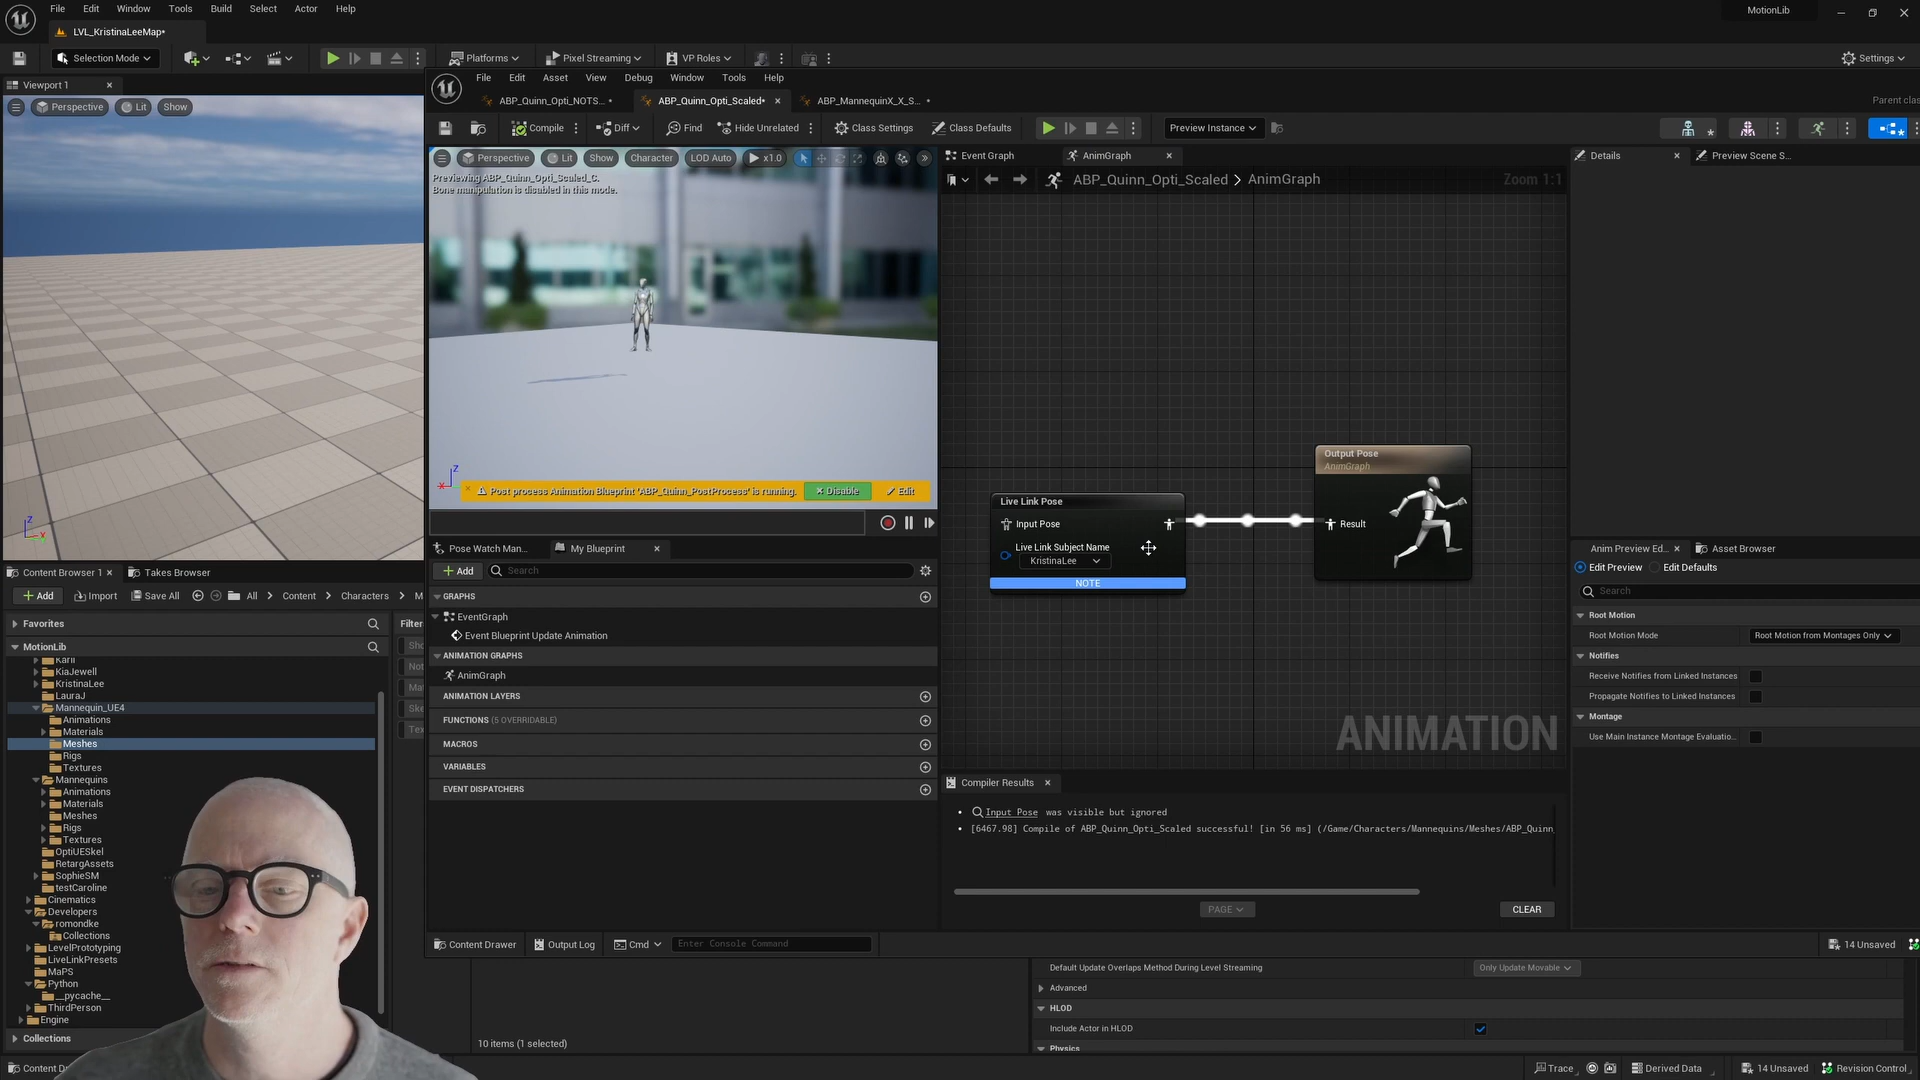 File Edit Window Tools Build Select Actor Help
MotionLib
LVL_KristinaLeeMap*
Selection Mode
Platforms
Pixel Streaming
VP Roles
Settings
Viewport 1
File Edit Asset View Debug Window Tools Help
ABP_Quinn_Opti_NOTS... •
ABP_Quinn_Opti_Scaled*
ABP_MannequinX_X_S... •
Parent clas
Perspective Lit Show
Compile
Diff
Find
Hide Unrelated
Class Settings
Class Defaults
Preview Instance
Perspective Lit Show Character LOD Auto x1.0
Previewing ABP_Quinn_Opti_Scaled_C.
Bone manipulation is disabled in this mode.
Event Graph
AnimGraph
Details
Preview Scene S...
ABP_Quinn_Opti_Scaled > AnimGraph
Zoom 1:1
Post process Animation Blueprint 'ABP_Quinn_PostProcess' is running.
Disable
Edit
Output Pose
AnimGraph
Result
Live Link Pose
Input Pose
Live Link Subject Name
KristinaLee
NOTE
ANIMATION
Pose Watch Man...
My Blueprint
Add
Search
GRAPHS
EventGraph
Event Blueprint Update Animation
ANIMATION GRAPHS
AnimGraph
ANIMATION LAYERS
FUNCTIONS (5 OVERRIDABLE)
MACROS
VARIABLES
EVENT DISPATCHERS
Compiler Results
Input Pose was visible but ignored
[6467.98] Compile of ABP_Quinn_Opti_Scaled successful! [in 56 ms] (/Game/Characters/Mannequins/Meshes/ABP_Quinn_
PAGE
CLEAR
Anim Preview Ed...
Asset Browser
Edit Preview
Edit Defaults
Search
Root Motion
Root Motion Mode
Root Motion from Montages Only
Notifies
Receive Notifies from Linked Instances
Propagate Notifies to Linked Instances
Montage
Use Main Instance Montage Evaluatio...
Content Drawer
Output Log
Cmd
Enter Console Command
14 Unsaved
Content Browser 1
Takes Browser
Add
Import
Save All
All > Content > Characters > M
Favorites
Filter
MotionLib
KiaJewell
KristinaLee
LauraJ
Mannequin_UE4
Animations
Materials
Meshes
Rigs
Textures
Mannequins
Animations
Materials
Meshes
Rigs
Textures
OptiUESkel
RetargAssets
SophieSM
testCaroline
Cinematics
Developers
romondke
Collections
LevelPrototyping
LiveLinkPresets
MaPS
Python
__pycache__
ThirdPerson
Engine
Collections
10 items (1 selected)
Default Update Overlaps Method During Level Streaming
Only Update Movable
Advanced
HLOD
Include Actor in HLOD
Physics
Content Dr
Trace
Derived Data
14 Unsaved
Revision Control